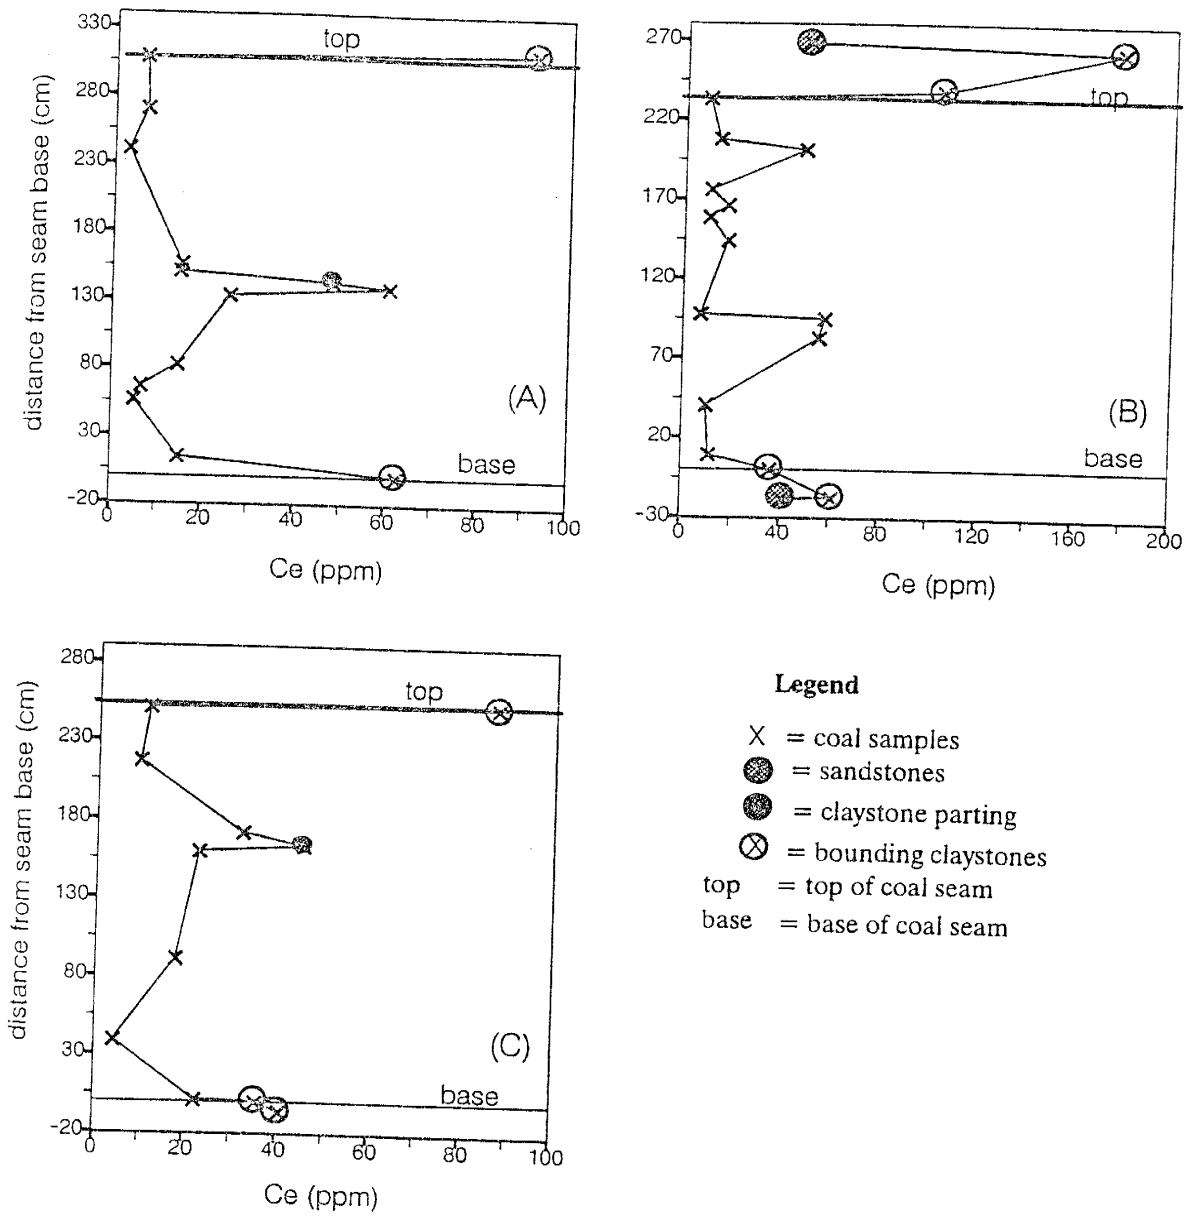 330
280
230
180
130
80
30
-20
distance from seam base (cm)
top
(A)
base
0 20 40 60 80 100
Ce (ppm)
270
220
170
120
70
20
-30
top
(B)
base
0 40 80 120 160 200
Ce (ppm)
280
230
180
130
80
30
-20
distance from seam base (cm)
top
(C)
base
0 20 40 60 80 100
Ce (ppm)
Legend
X = coal samples
= sandstones
= claystone parting
= bounding claystones
top = top of coal seam
base = base of coal seam